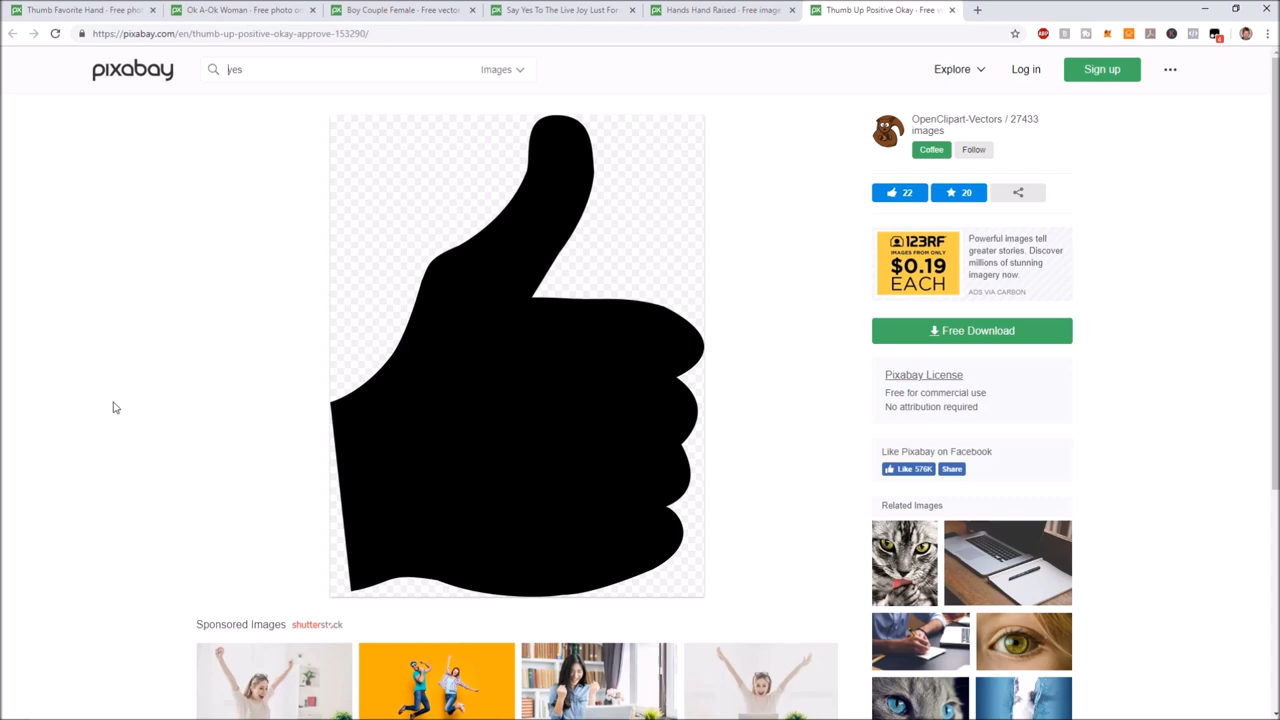 Thumb Favorite Hand - Free phot
Ok A-Ok Woman - Free photo o
Boy Couple Female - Free vector
Say Yes To The Live Joy Lust For
Hands Hand Raised - Free image
Thumb Up Positive Okay - Free v
https://pixabay.com/en/thumb-up-positive-okay-approve-153290/
ABP
4
pixabay
yes
Images
Explore
Log in
Sign up
OpenClipart-Vectors / 27433
images
Coffee
Follow
22
20
123RF
IMAGES FROM ONLY
$0.19
EACH
Powerful images tell
greater stories. Discover
millions of stunning
imagery now.
ADS VIA CARBON
Free Download
Pixabay License
Free for commercial use
No attribution required
Like Pixabay on Facebook
Like 576K
Share
Related Images
Sponsored Images shutterstock